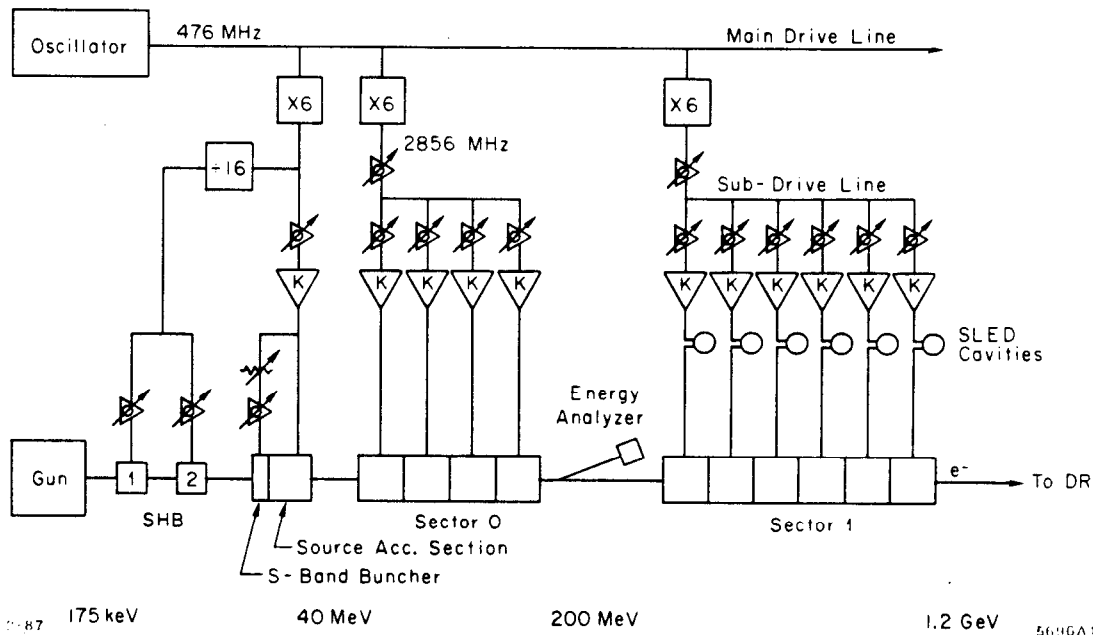 Oscillator
476 MHz
Main Drive Line
X6
X6
X6
2856 MHz
÷16
Sub-Drive Line
K
K
K
K
K
K
K
K
K
K
K
SLED
Cavities
Energy
Analyzer
Gun
1
2
e-
To DR
SHB
Sector 0
Sector 1
Source Acc. Section
S-Band Buncher
175 keV
40 MeV
200 MeV
1.2 GeV